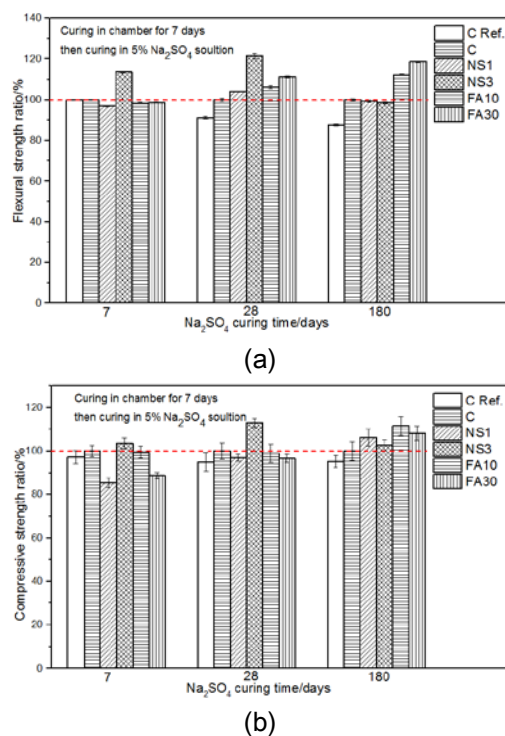 140
120
100
80
60
40
20
0
Flexural strength ratio/%
Curing in chamber for 7 days
then curing in 5% Na₂SO₄ soultion
C Ref.
C
NS1
NS3
FA10
FA30
7
28
180
Na₂SO₄ curing time/days
(a)
120
100
80
60
40
20
0
Compressive strength ratio/%
Curing in chamber for 7 days
then curing in 5% Na₂SO₄ soultion
C Ref.
C
NS1
NS3
FA10
FA30
7
28
180
Na₂SO₄ curing time/days
(b)